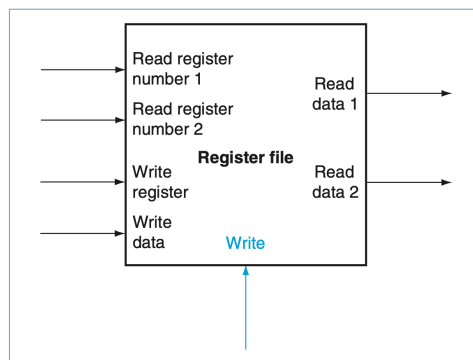 Read register
number 1
Read register
number 2
Write
register
Write
data
Register file
Read
data 1
Read
data 2
Write